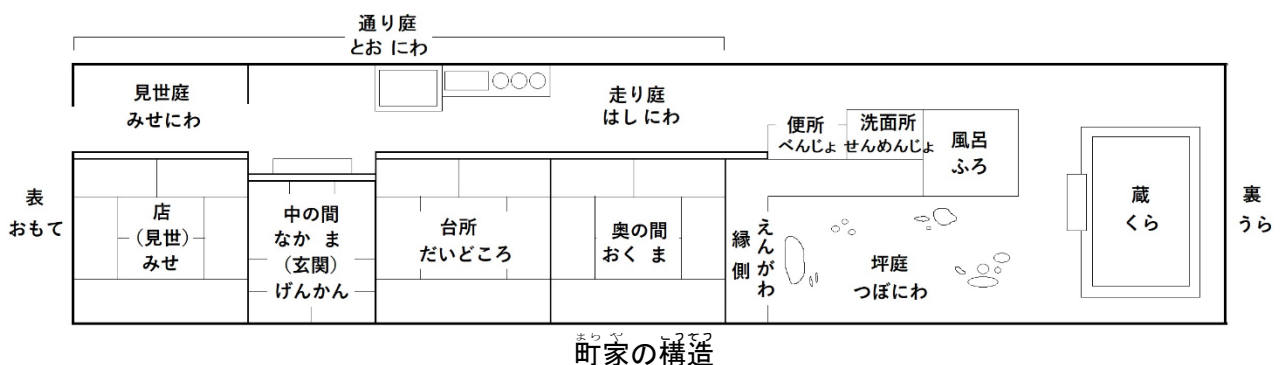 通り庭
とお にわ
見世庭
みせにわ
走り庭
はし にわ
便所
べんじょ
洗面所
せんめんじょ
風呂
ふろ
表
おもて
店
(見世)
みせ
中の間
なか ま
(玄関)
げんかん
台所
だいどころ
奥の間
おく ま
縁側
えんがわ
坪庭
つぼにわ
蔵
くら
裏
うら
町家の構造